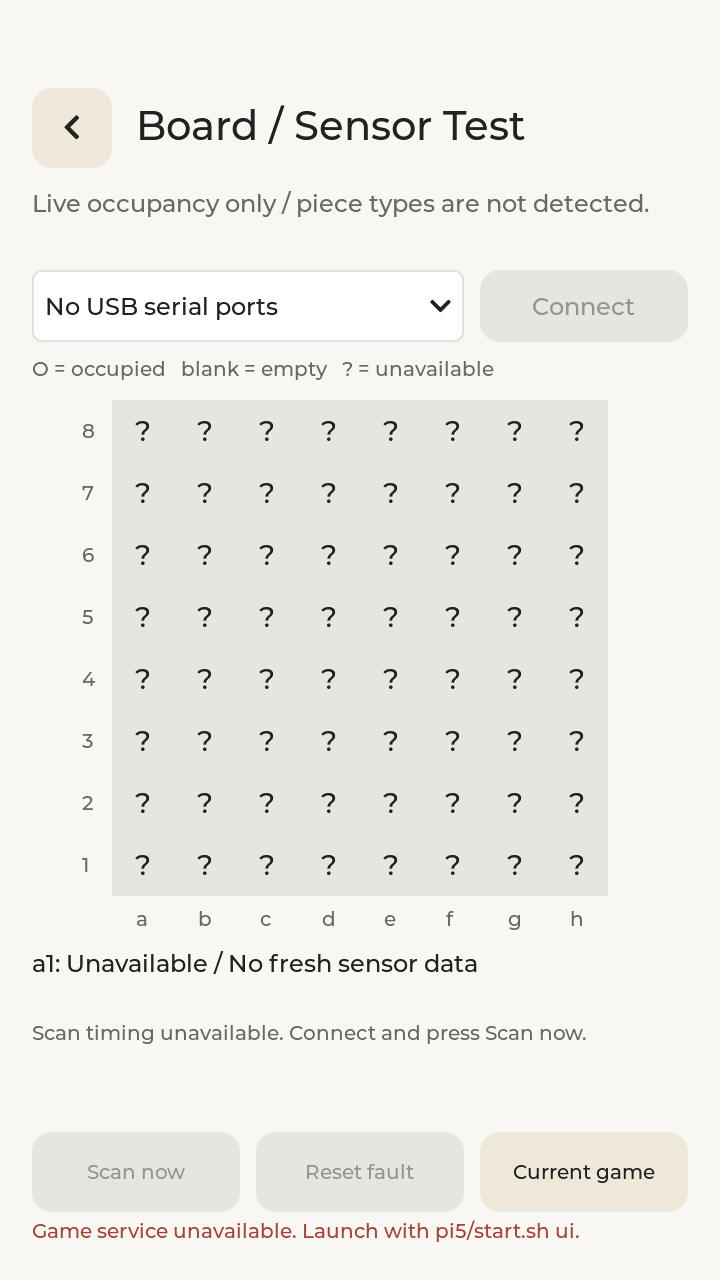 Board / Sensor Test
Live occupancy only / piece types are not detected.
No USB serial ports
Connect
O = occupied   blank = empty   ? = unavailable
8 ? ? ? ? ? ? ? ?
7 ? ? ? ? ? ? ? ?
6 ? ? ? ? ? ? ? ?
5 ? ? ? ? ? ? ? ?
4 ? ? ? ? ? ? ? ?
3 ? ? ? ? ? ? ? ?
2 ? ? ? ? ? ? ? ?
1 ? ? ? ? ? ? ? ?
a b c d e f g h
a1: Unavailable / No fresh sensor data
Scan timing unavailable. Connect and press Scan now.
Scan now
Reset fault
Current game
Game service unavailable. Launch with pi5/start.sh ui.